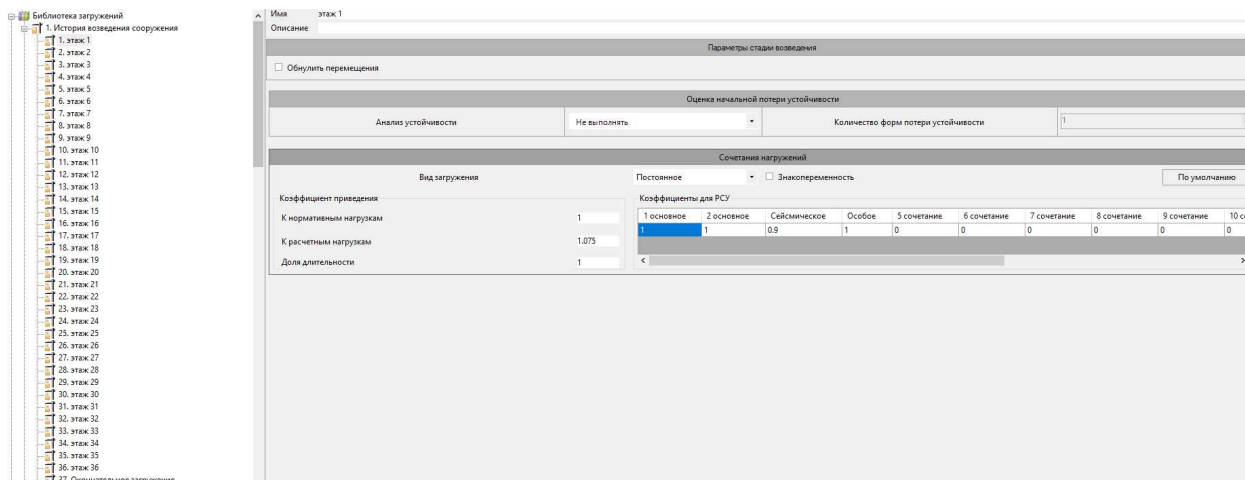 Библиотека загружений
1. История возведения сооружения
1. этаж 1
2. этаж 2
3. этаж 3
4. этаж 4
5. этаж 5
6. этаж 6
7. этаж 7
8. этаж 8
9. этаж 9
10. этаж 10
11. этаж 11
12. этаж 12
13. этаж 13
14. этаж 14
15. этаж 15
16. этаж 16
17. этаж 17
18. этаж 18
19. этаж 19
20. этаж 20
21. этаж 21
22. этаж 22
23. этаж 23
24. этаж 24
25. этаж 25
26. этаж 26
27. этаж 27
28. этаж 28
29. этаж 29
30. этаж 30
31. этаж 31
32. этаж 32
33. этаж 33
34. этаж 34
35. этаж 35
36. этаж 36
37. Окончательное загружение
Имя этаж 1
Описание
Параметры стадии возведения
Обнулить перемещения
Оценка начальной потери устойчивости
Анализ устойчивости Не выполнять Количество форм потери устойчивости 1
Сочетания нагружений
Вид загружения Постоянное Знакопеременность По умолчанию
Коэффициент приведения
К нормативным нагрузкам 1
К расчетным нагрузкам 1.075
Доля длительности 1
Коэффициенты для РСУ
1 основное 2 основное Сейсмическое Особое 5 сочетание 6 сочетание 7 сочетание 8 сочетание 9 сочетание 10 со
1 1 0.9 1 0 0 0 0 0 0